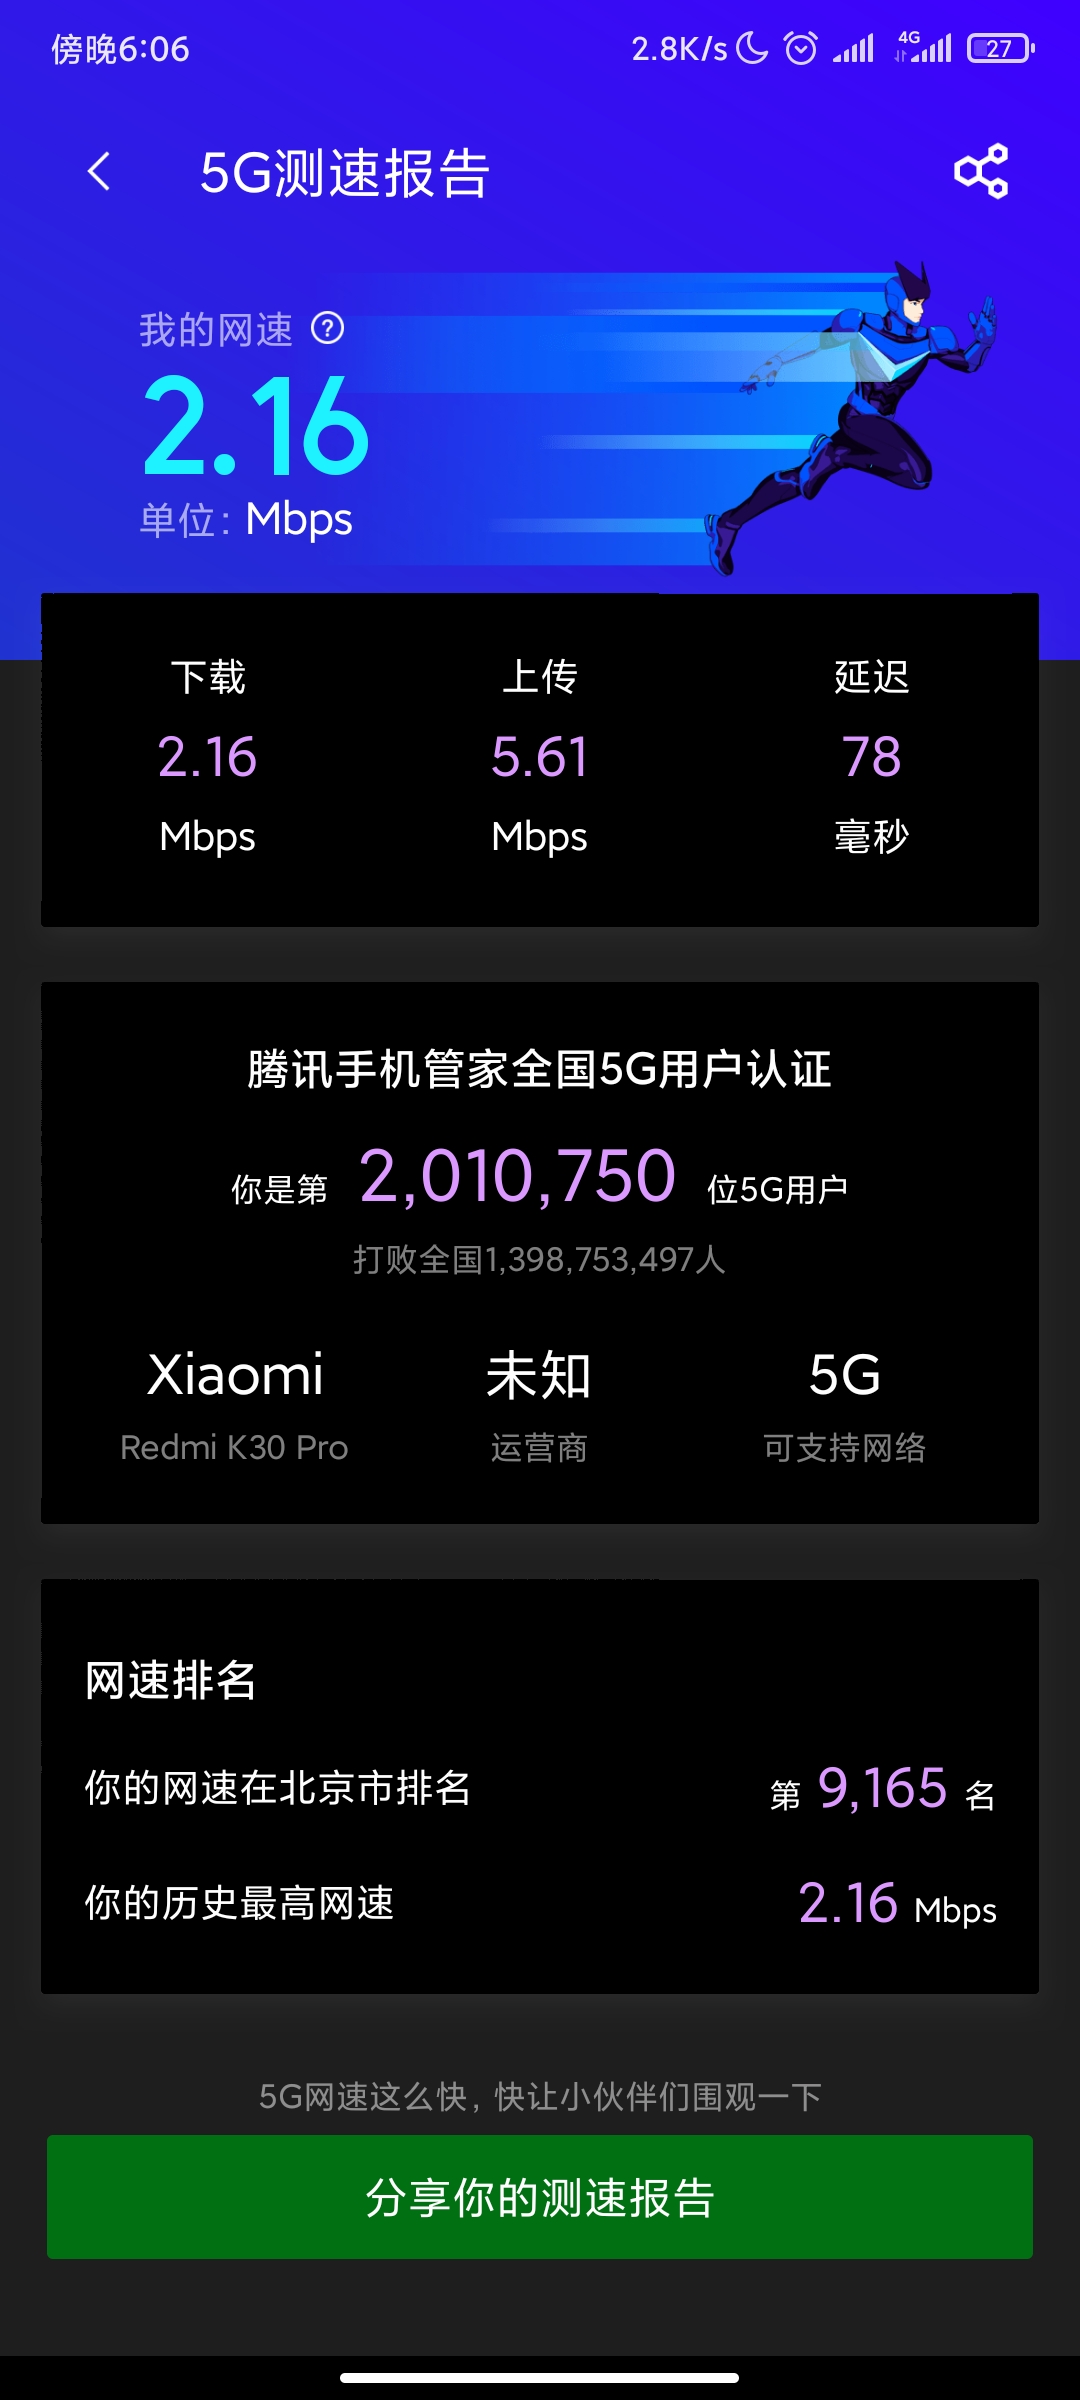 傍晚6:06 2.8K/s 4G 27
5G测速报告
我的网速 ?
2.16
单位: Mbps
下载 上传 延迟
2.16 5.61 78
Mbps Mbps 毫秒
腾讯手机管家全国5G用户认证
你是第 2,010,750 位5G用户
打败全国1,398,753,497人
Xiaomi 未知 5G
Redmi K30 Pro 运营商 可支持网络
网速排名
你的网速在北京市排名 第 9,165 名
你的历史最高网速 2.16 Mbps
5G网速这么快, 快让小伙伴们围观一下
分享你的测速报告